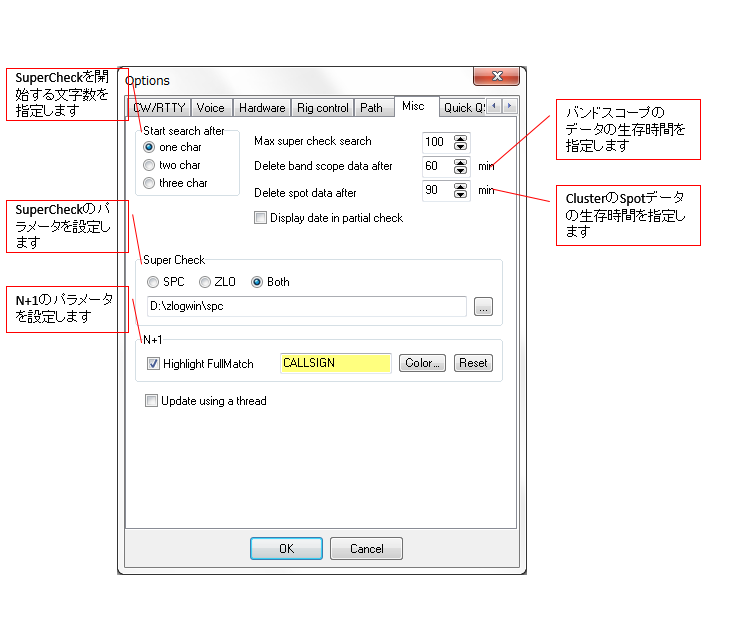 SuperCheckを開
始する文字数を
指定します
SuperCheckのパ
ラメータを設定し
ます
N+1のパラメータ
を設定します
Options
CW/RTTY Voice Hardware Rig control Path Misc Quick QS
Start search after
one char
two char
three char
Max super check search 100
Delete band scope data after 60 min
Delete spot data after 90 min
Display date in partial check
Super Check
SPC ZLO Both
D:\zlogwin\spc ...
N+1
Highlight FullMatch CALLSIGN Color... Reset
Update using a thread
OK Cancel
バンドスコープの
データの生存時間を
指定します
ClusterのSpotデータ
の生存時間を指定し
ます